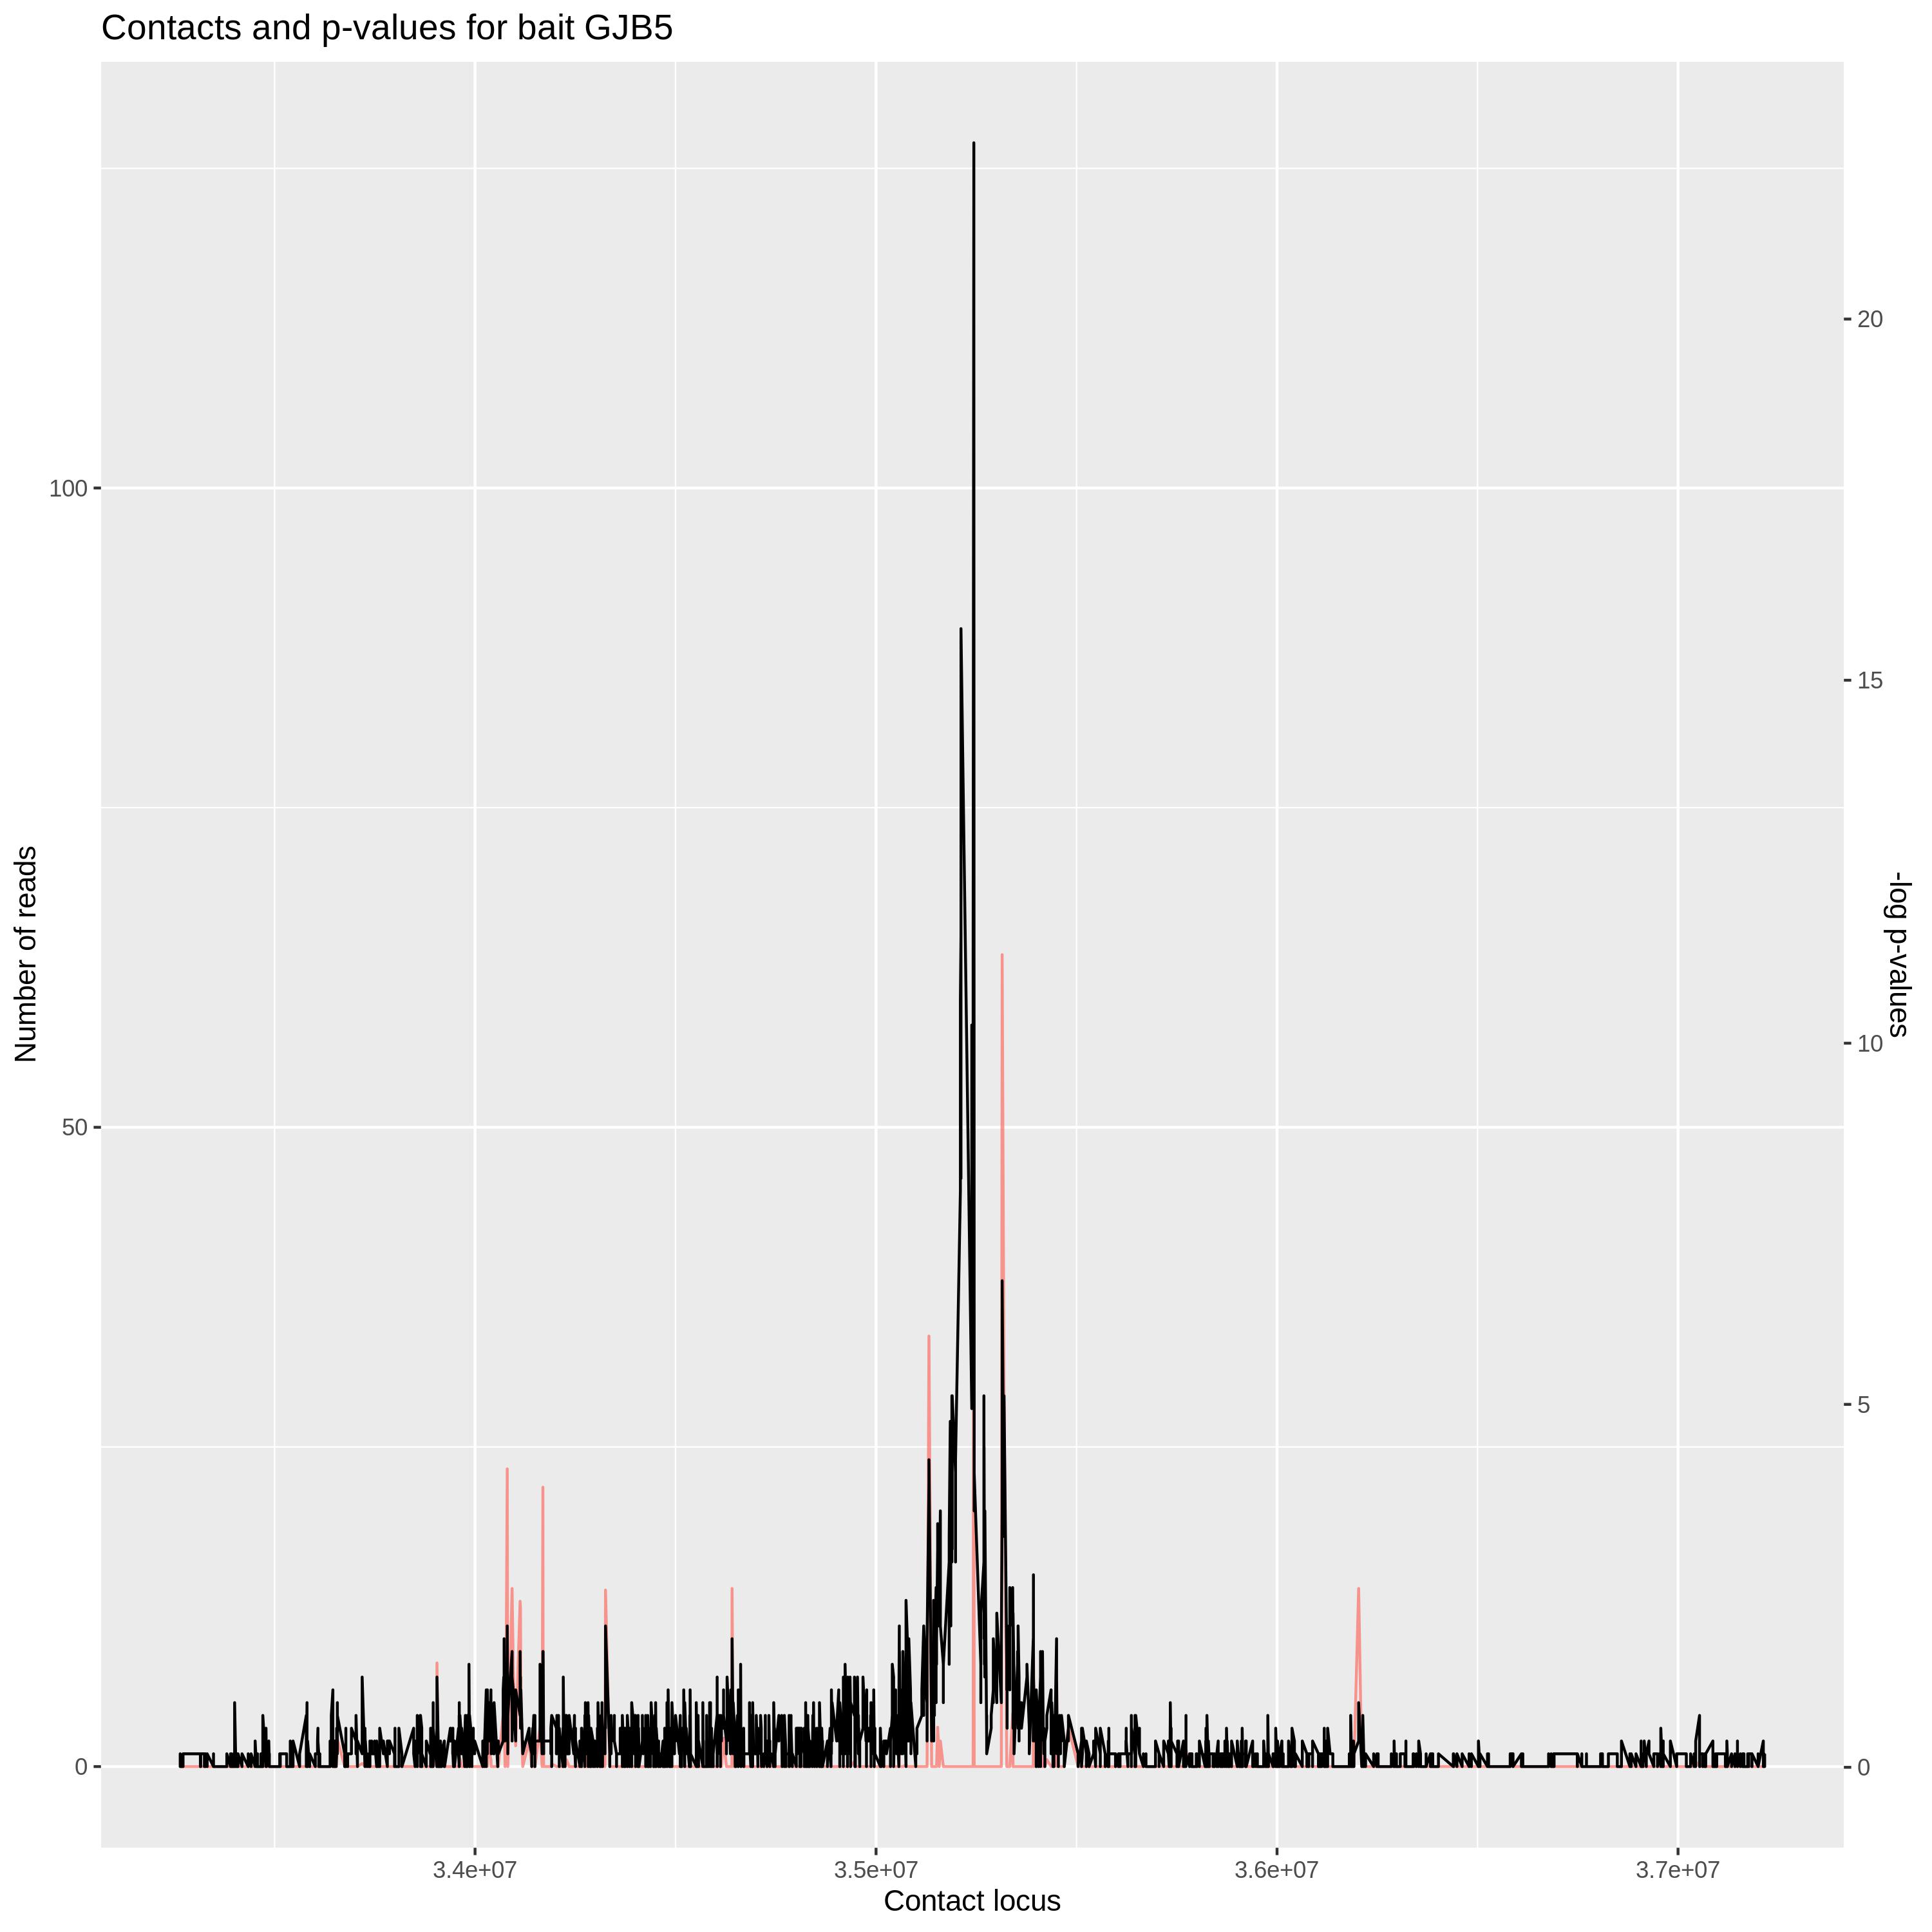 Contacts and p-values for bait GJB5
Number of reads
100
50
0
20
15
10
5
0
-log p-values
3.4e+07 3.5e+07 3.6e+07 3.7e+07
Contact locus